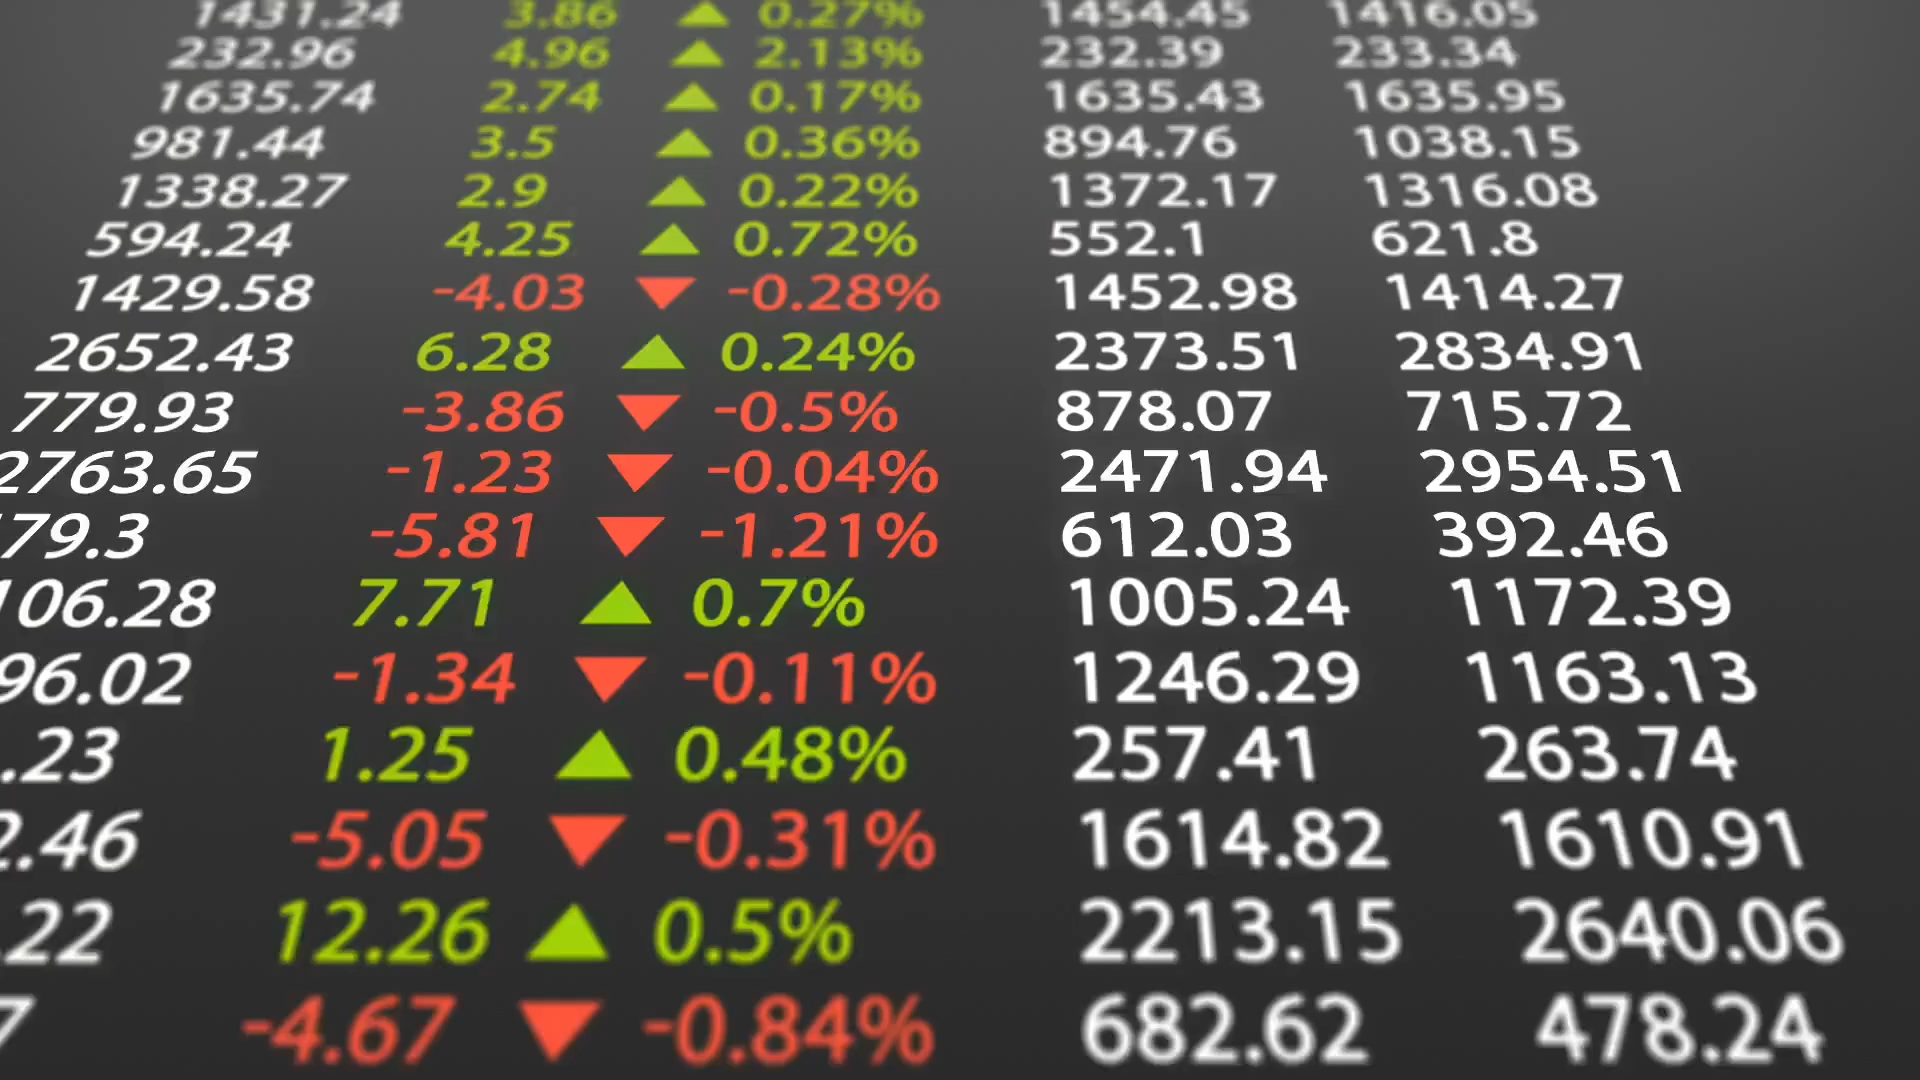 1431.24 3.86 ▲ 0.27% 1454.45 1416.05
232.96 4.96 ▲ 2.13% 232.39 233.34
1635.74 2.74 ▲ 0.17% 1635.43 1635.95
981.44 3.5 ▲ 0.36% 894.76 1038.15
1338.27 2.9 ▲ 0.22% 1372.17 1316.08
594.24 4.25 ▲ 0.72% 552.1 621.8
1429.58 -4.03 ▼ -0.28% 1452.98 1414.27
2652.43 6.28 ▲ 0.24% 2373.51 2834.91
779.93 -3.86 ▼ -0.5% 878.07 715.72
2763.65 -1.23 ▼ -0.04% 2471.94 2954.51
79.3 -5.81 ▼ -1.21% 612.03 392.46
106.28 7.71 ▲ 0.7% 1005.24 1172.39
96.02 -1.34 ▼ -0.11% 1246.29 1163.13
.23 1.25 ▲ 0.48% 257.41 263.74
2.46 -5.05 ▼ -0.31% 1614.82 1610.91
.22 12.26 ▲ 0.5% 2213.15 2640.06
7 -4.67 ▼ -0.84% 682.62 478.24